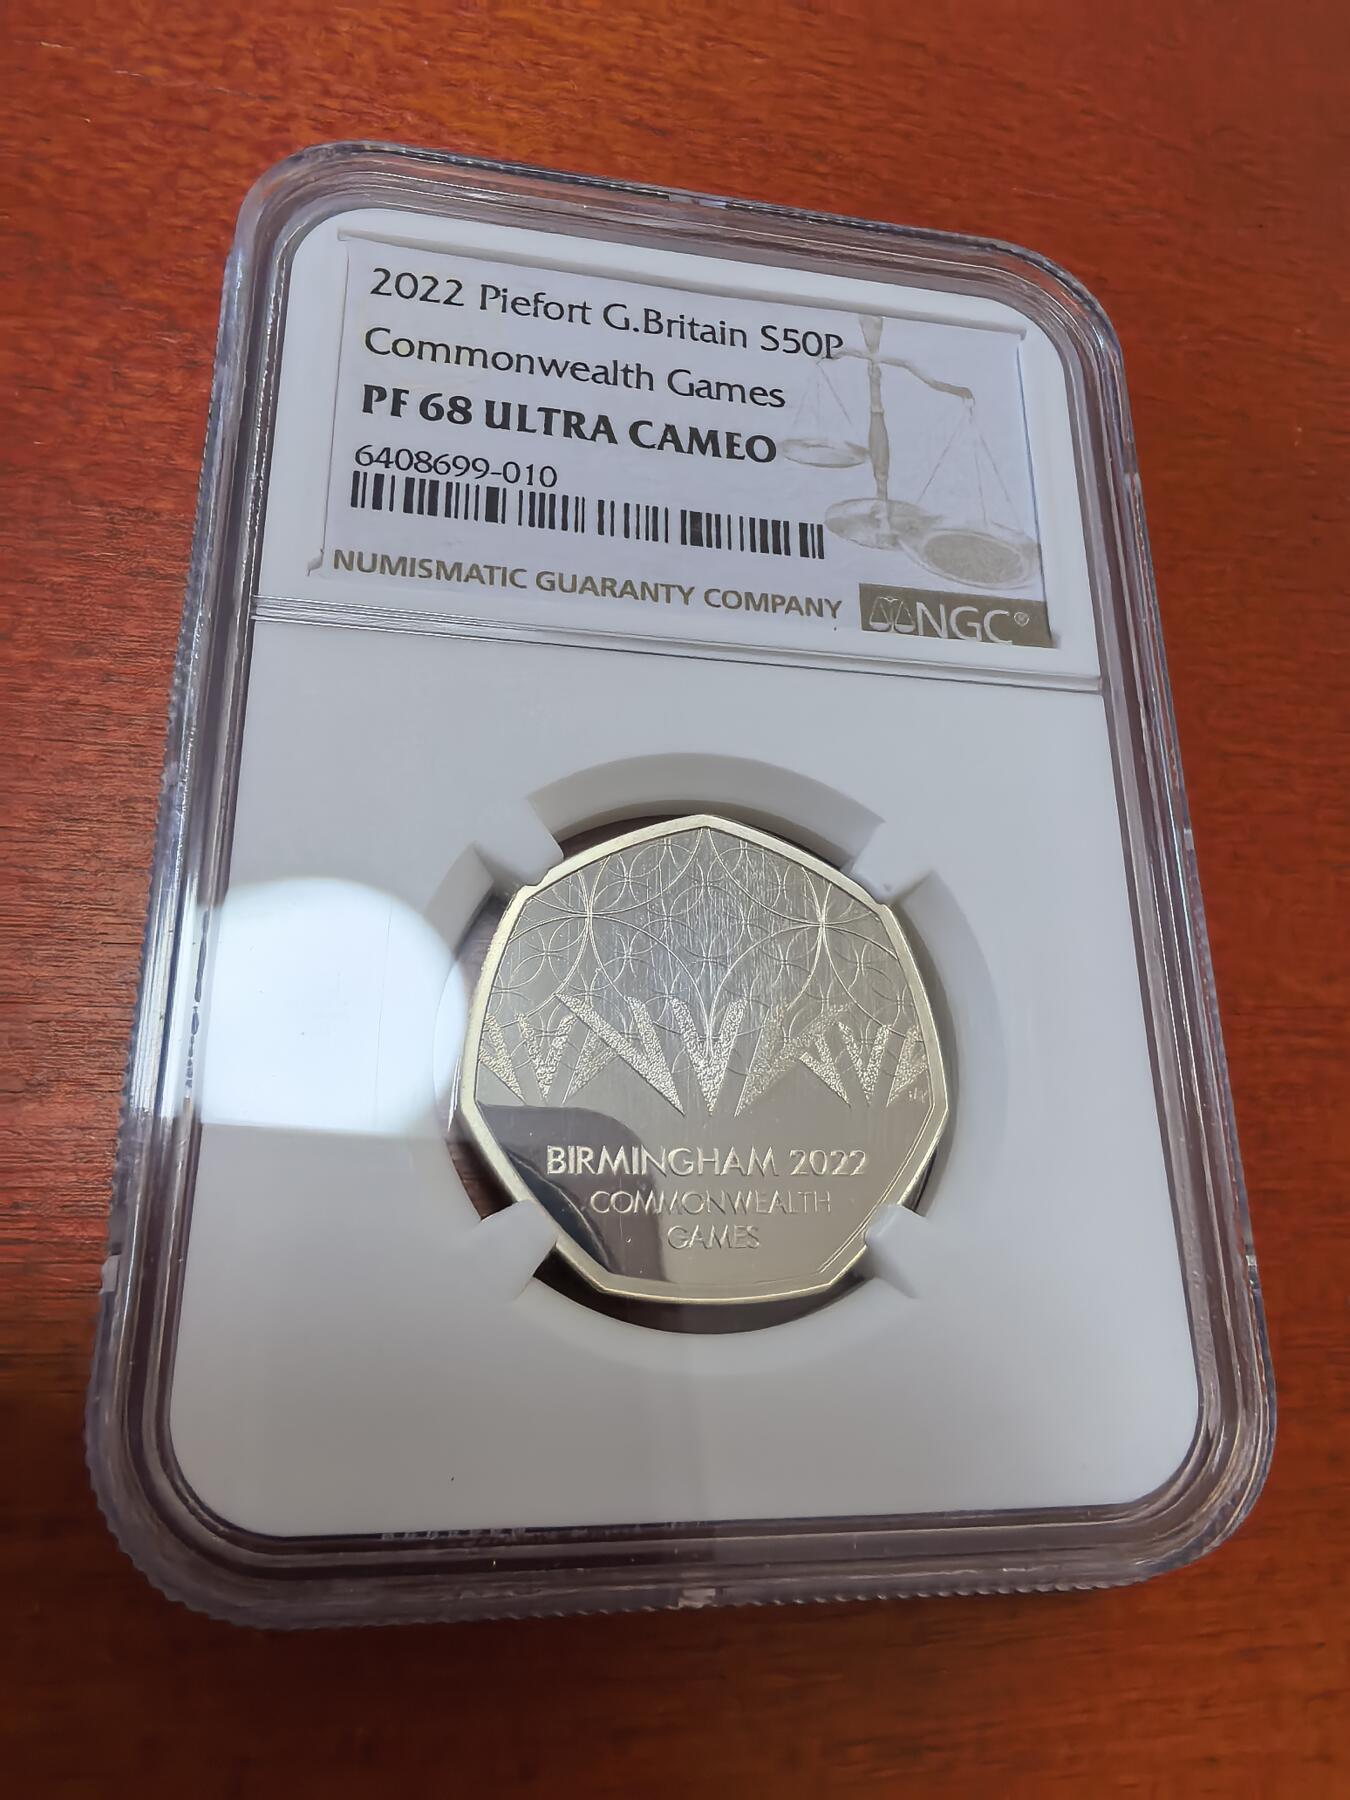 2022 Piefort G.Britain S50P
Commonwealth Games
PF 68 ULTRA CAMEO
6408699-010
NUMISMATIC GUARANTY COMPANY
NGC®
BIRMINGHAM 2022
COMMONWEALTH
GAMES